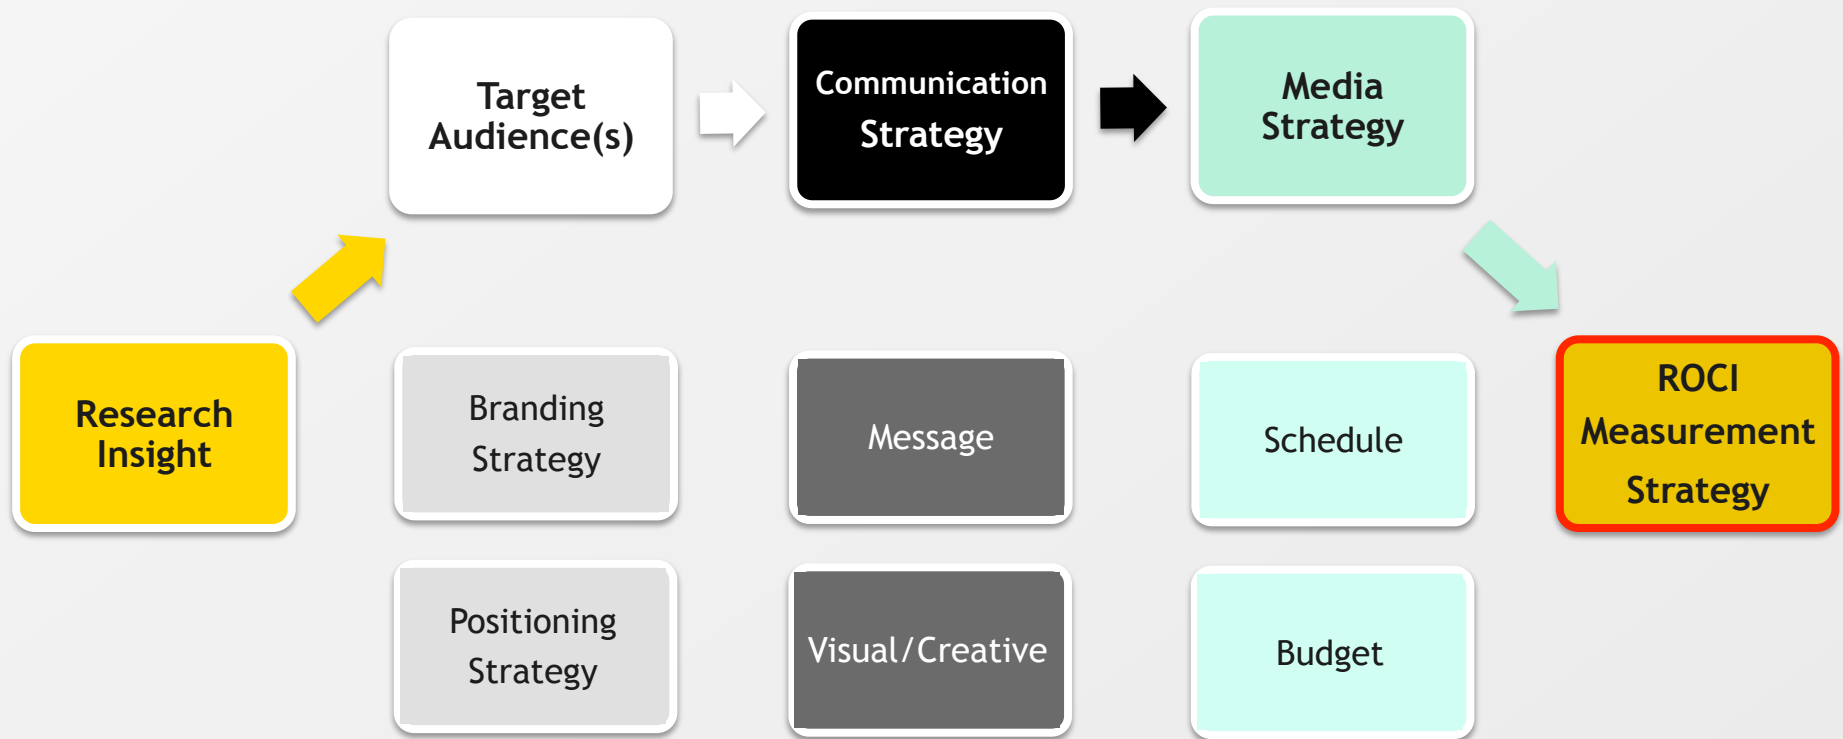 Target
Audience(s)
Communication
Strategy
Media
Strategy
Research
Insight
Branding
Strategy
Message
Schedule
ROCI
Measurement
Strategy
Positioning
Strategy
Visual/Creative
Budget